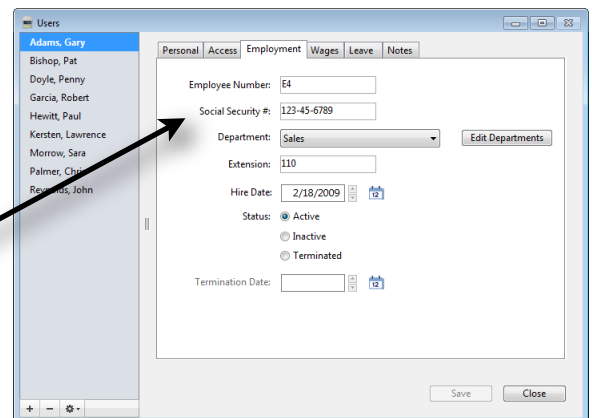 Users
Adams, Gary
Bishop, Pat
Doyle, Penny
Garcia, Robert
Hewitt, Paul
Kersten, Lawrence
Morrow, Sara
Palmer,
John
Personal Access Employment Wages Leave Notes
Employee Number: E4
Social Security #: 123-45-6789
Department: Sales Edit Departments
Extension: 110
Hire Date: 2/18/2009 12
Status: Active
Inactive
Terminated
Termination Date: 12
Save Close